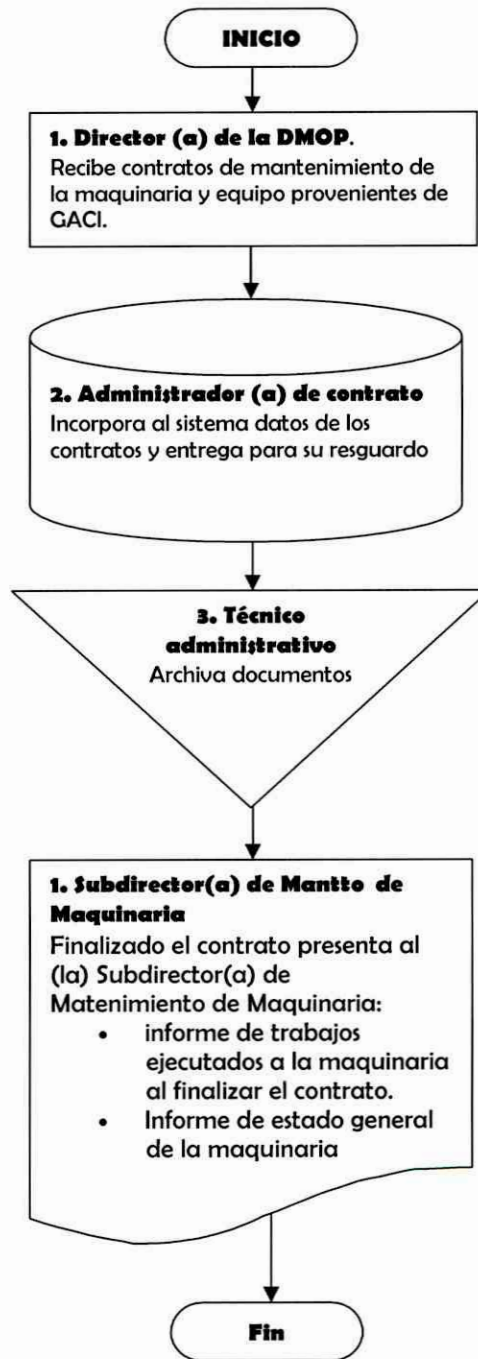 INICIO
1. Director (a) de la DMOP.
Recibe contratos de mantenimiento de
la maquinaria y equipo provenientes de
GACI.
2. Administrador (a) de contrato
Incorpora al sistema datos de los
contratos y entrega para su resguardo
3. Técnico
administrativo
Archiva documentos
1. Subdirector(a) de Mantto de
Maquinaria
Finalizado el contrato presenta al
(la) Subdirector(a) de
Matenimiento de Maquinaria:
• informe de trabajos
ejecutados a la maquinaria
al finalizar el contrato.
• Informe de estado general
de la maquinaria
Fin